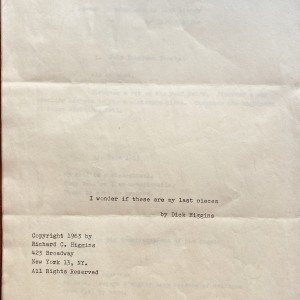 I wonder if these are my last pieces
by Dick Higgins
Copyright 1963 by
Richard C. Higgins
423 Broadway
New York 13, NY.
All Rights Reserved